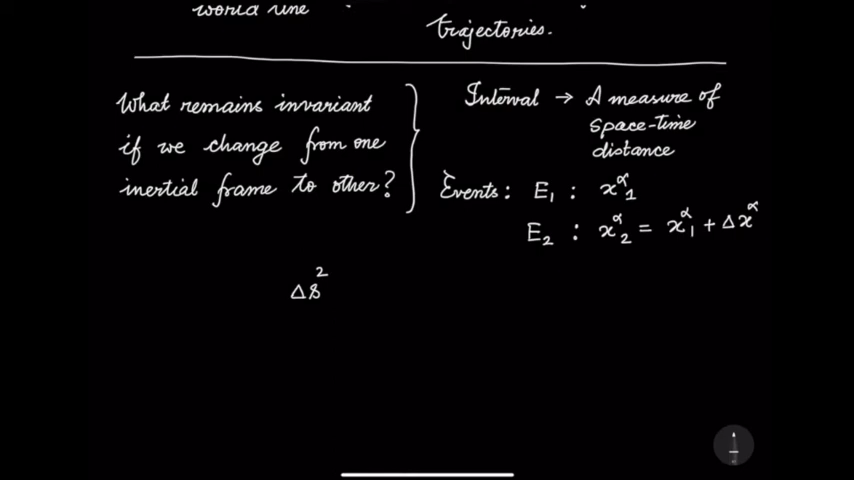 world line
trajectories.
What remains invariant
if we change from one
inertial frame to other?
Interval → A measure of
space-time
distance
Events : E₁ : x^α₁
E₂ : x^α₂ = x^α₁ + Δx^α
Δs²